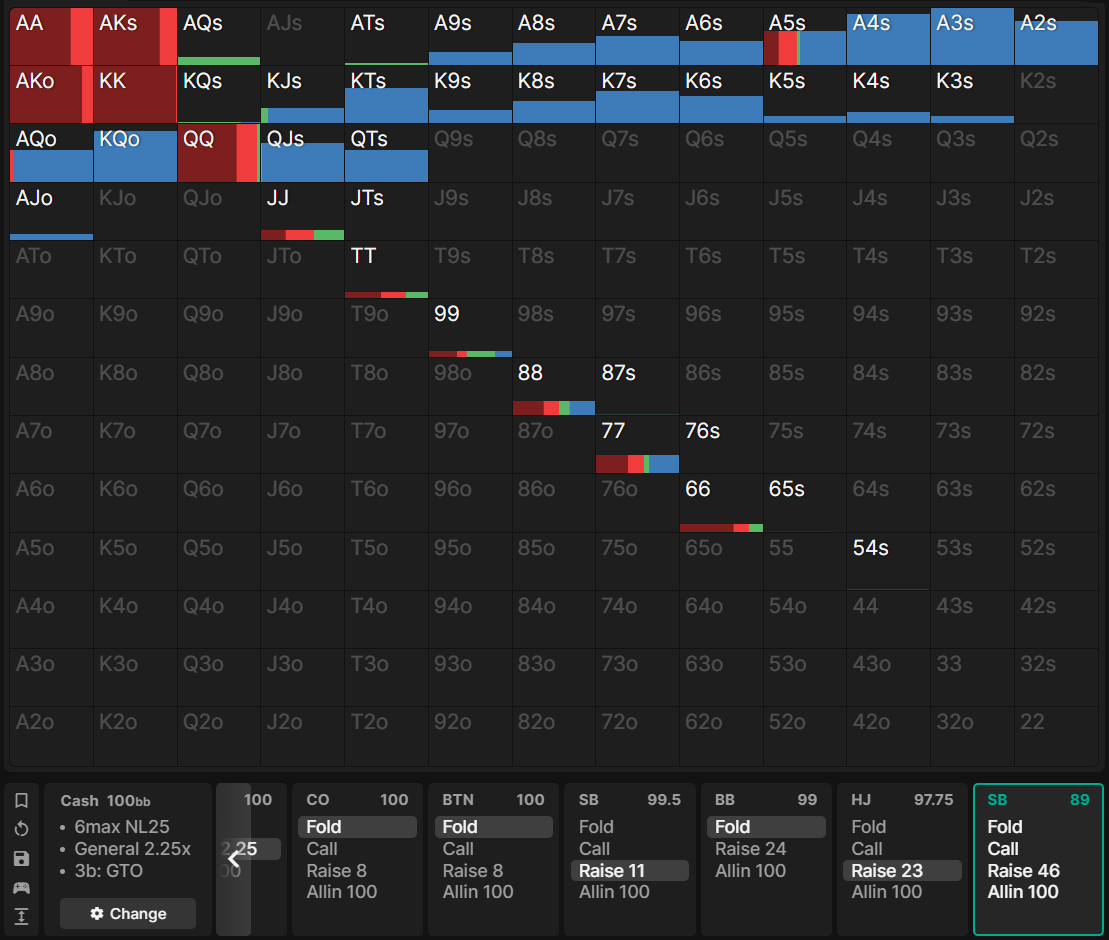 AA AKs AQs AJs ATs A9s A8s A7s A6s A5s A4s A3s A2s
AKo KK KQs KJs KTs K9s K8s K7s K6s K5s K4s K3s K2s
AQo KQo QQ QJs QTs Q9s Q8s Q7s Q6s Q5s Q4s Q3s Q2s
AJo KJo QJo JJ JTs J9s J8s J7s J6s J5s J4s J3s J2s
ATo KTo QTo JTo TT T9s T8s T7s T6s T5s T4s T3s T2s
A9o K9o Q9o J9o T9o 99 98s 97s 96s 95s 94s 93s 92s
A8o K8o Q8o J8o T8o 98o 88 87s 86s 85s 84s 83s 82s
A7o K7o Q7o J7o T7o 97o 87o 77 76s 75s 74s 73s 72s
A6o K6o Q6o J6o T6o 96o 86o 76o 66 65s 64s 63s 62s
A5o K5o Q5o J5o T5o 95o 85o 75o 65o 55 54s 53s 52s
A4o K4o Q4o J4o T4o 94o 84o 74o 64o 54o 44 43s 42s
A3o K3o Q3o J3o T3o 93o 83o 73o 63o 53o 43o 33 32s
A2o K2o Q2o J2o T2o 92o 82o 72o 62o 52o 42o 32o 22
Cash 100bb
• 6max NL25
• General 2.25x
• 3b: GTO
Change
100
2.25
00
CO 100
Fold
Call
Raise 8
Allin 100
BTN 100
Fold
Call
Raise 8
Allin 100
SB 99.5
Fold
Call
Raise 11
Allin 100
BB 99
Fold
Raise 24
Allin 100
HJ 97.75
Fold
Call
Raise 23
Allin 100
SB 89
Fold
Call
Raise 46
Allin 100